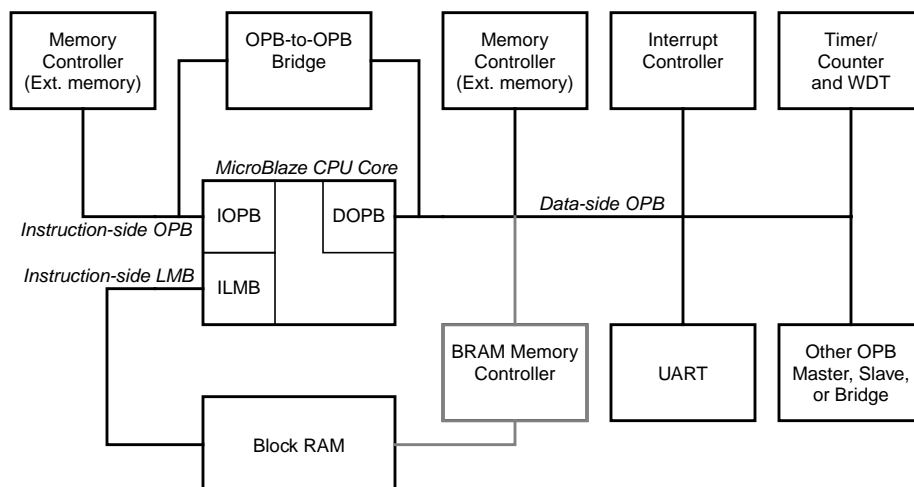 Memory
Controller
(Ext. memory)
OPB-to-OPB
Bridge
Memory
Controller
(Ext. memory)
Interrupt
Controller
Timer/
Counter
and WDT
MicroBlaze CPU Core
IOPB
DOPB
Data-side OPB
Instruction-side OPB
Instruction-side LMB
ILMB
BRAM Memory
Controller
UART
Other OPB
Master, Slave,
or Bridge
Block RAM